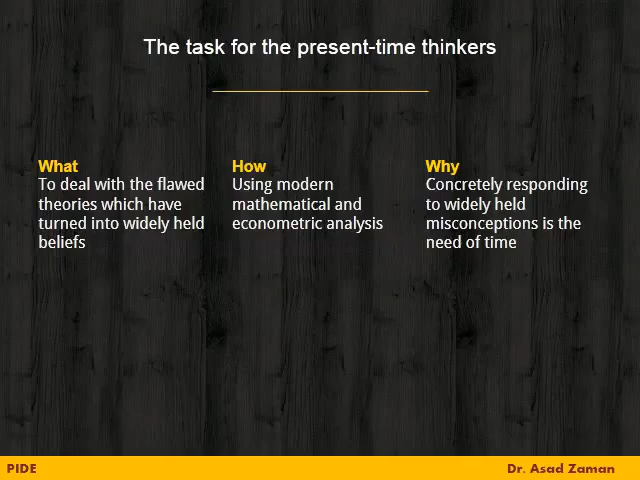 The task for the present-time thinkers
What
To deal with the flawed
theories which have
turned into widely held
beliefs
How
Using modern
mathematical and
econometric analysis
Why
Concretely responding
to widely held
misconceptions is the
need of time
PIDE
Dr. Asad Zaman